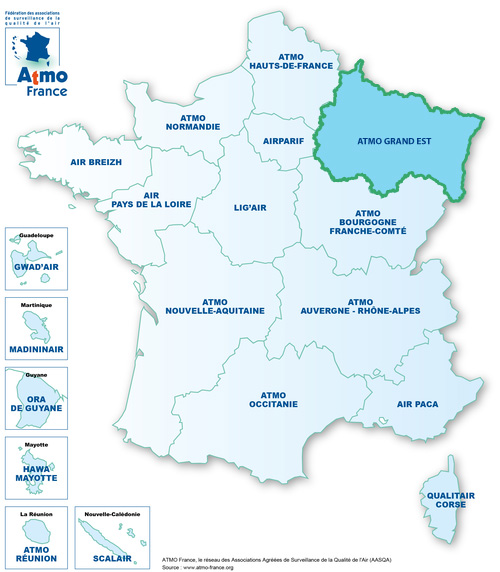 Fédération des associations
de surveillance de la
qualité de l'air
Atmo
France
ATMO
HAUTS-DE-FRANCE
ATMO
NORMANDIE
AIRPARIF
ATMO GRAND EST
AIR BREIZH
AIR
PAYS DE LA LOIRE
LIG'AIR
ATMO
BOURGOGNE
FRANCHE-COMTÉ
Guadeloupe
GWAD'AIR
Martinique
MADININAIR
ATMO
NOUVELLE-AQUITAINE
ATMO
AUVERGNE - RHÔNE-ALPES
Guyane
ORA
DE GUYANE
ATMO
OCCITANIE
AIR PACA
Mayotte
HAWA
MAYOTTE
QUALITAIR
CORSE
La Réunion
ATMO
RÉUNION
Nouvelle-Calédonie
SCALAIR
ATMO France, le réseau des Associations Agréées de Surveillance de la Qualité de l'Air (AASQA)
Source : www.atmo-france.org